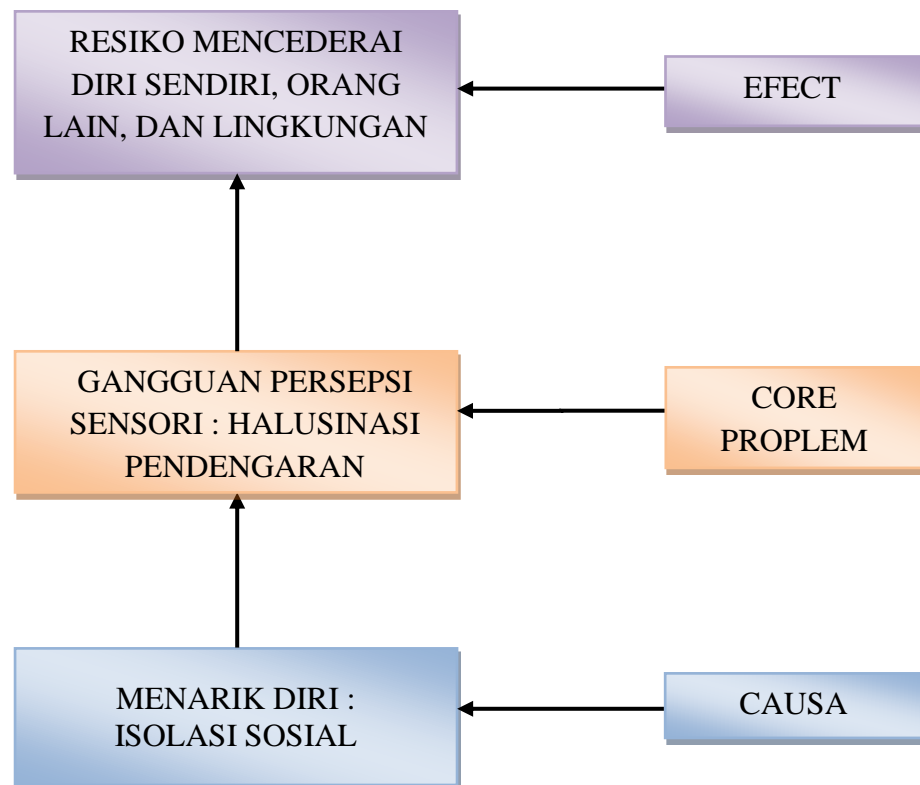 RESIKO MENCEDERAI
DIRI SENDIRI, ORANG
LAIN, DAN LINGKUNGAN
EFECT
GANGGUAN PERSEPSI
SENSORI : HALUSINASI
PENDENGARAN
CORE
PROPLEM
MENARIK DIRI :
ISOLASI SOSIAL
CAUSA